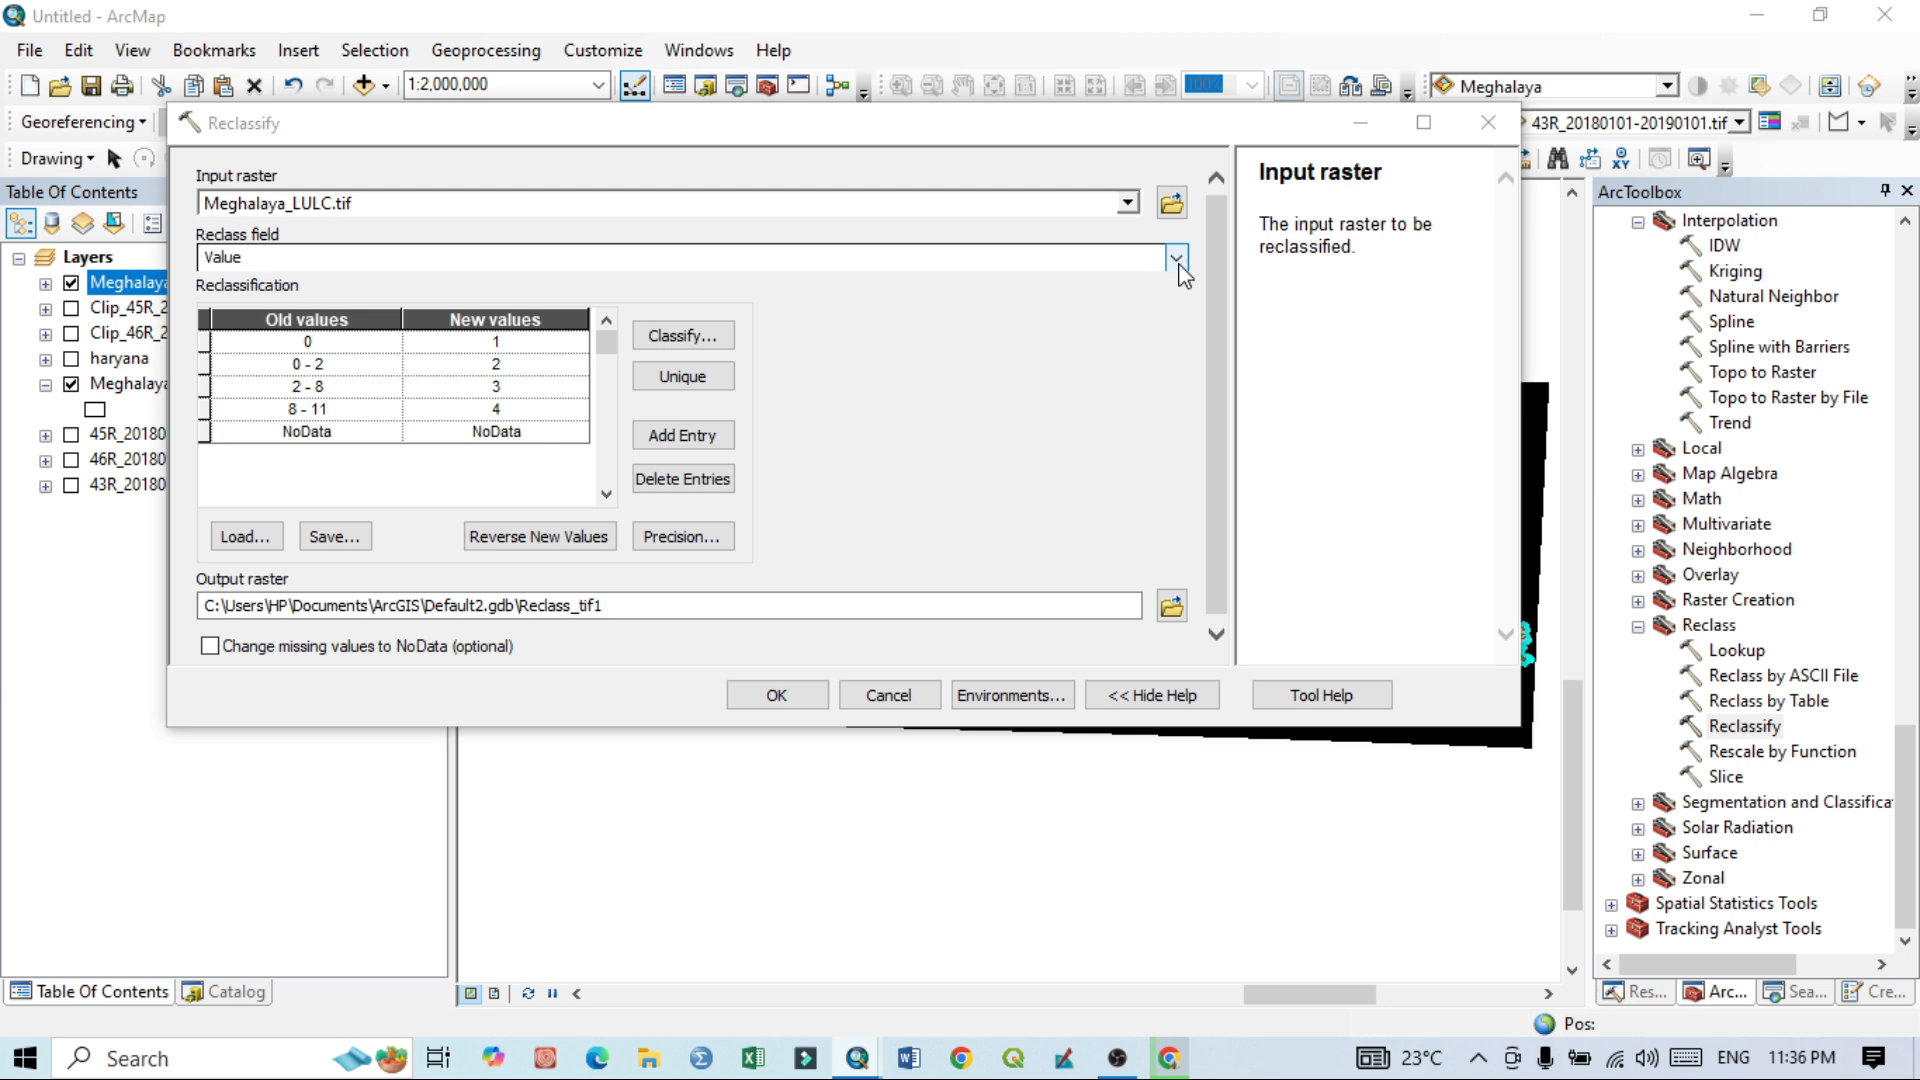 Untitled - ArcMap
File Edit View Bookmarks Insert Selection Geoprocessing Customize Windows Help
1:2,000,000
100%
Meghalaya
Georeferencing
Reclassify
43R_20180101-20190101.tif
Drawing
Table Of Contents
Layers
Meghalaya
Clip_45R_2
Clip_46R_2
haryana
Meghalaya
45R_20180
46R_20180
43R_20180
Input raster
Meghalaya_LULC.tif
Reclass field
Value
Reclassification
Old values New values
0 1
0 - 2 2
2 - 8 3
8 - 11 4
NoData NoData
Classify...
Unique
Add Entry
Delete Entries
Load... Save... Reverse New Values Precision...
Output raster
C:\Users\HP\Documents\ArcGIS\Default2.gdb\Reclass_tif1
Change missing values to NoData (optional)
OK Cancel Environments... << Hide Help Tool Help
Input raster
The input raster to be
reclassified.
ArcToolbox
Interpolation
IDW
Kriging
Natural Neighbor
Spline
Spline with Barriers
Topo to Raster
Topo to Raster by File
Trend
Local
Map Algebra
Math
Multivariate
Neighborhood
Overlay
Raster Creation
Reclass
Lookup
Reclass by ASCII File
Reclass by Table
Reclassify
Rescale by Function
Slice
Segmentation and Classifica
Solar Radiation
Surface
Zonal
Spatial Statistics Tools
Tracking Analyst Tools
Table Of Contents Catalog
Res... Arc... Sea... Cre...
Pos:
Search
23°C ENG 11:36 PM